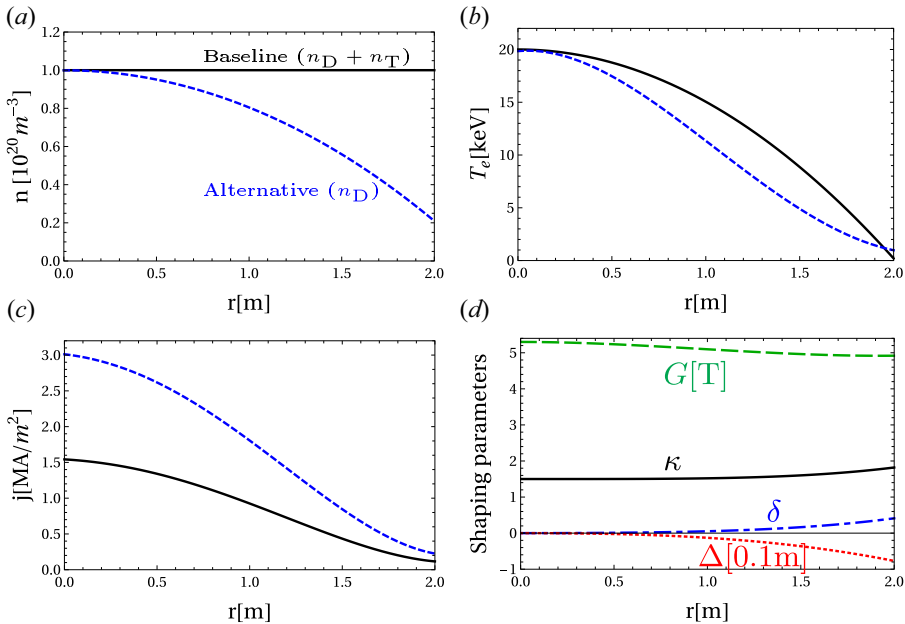 (a)
1.2
1.0
0.8
0.6
0.4
0.2
0.0
n [10²⁰m⁻³]
Baseline (n_D + n_T)
Alternative (n_D)
0.0 0.5 1.0 1.5 2.0
r[m]
(b)
20
15
10
5
0
T_e[keV]
0.0 0.5 1.0 1.5 2.0
r[m]
(c)
3.0
2.5
2.0
1.5
1.0
0.5
0.0
j[MA/m²]
0.0 0.5 1.0 1.5 2.0
r[m]
(d)
5
4
3
2
1
0
−1
Shaping parameters
G[T]
κ
δ
Δ[0.1m]
0.0 0.5 1.0 1.5 2.0
r[m]